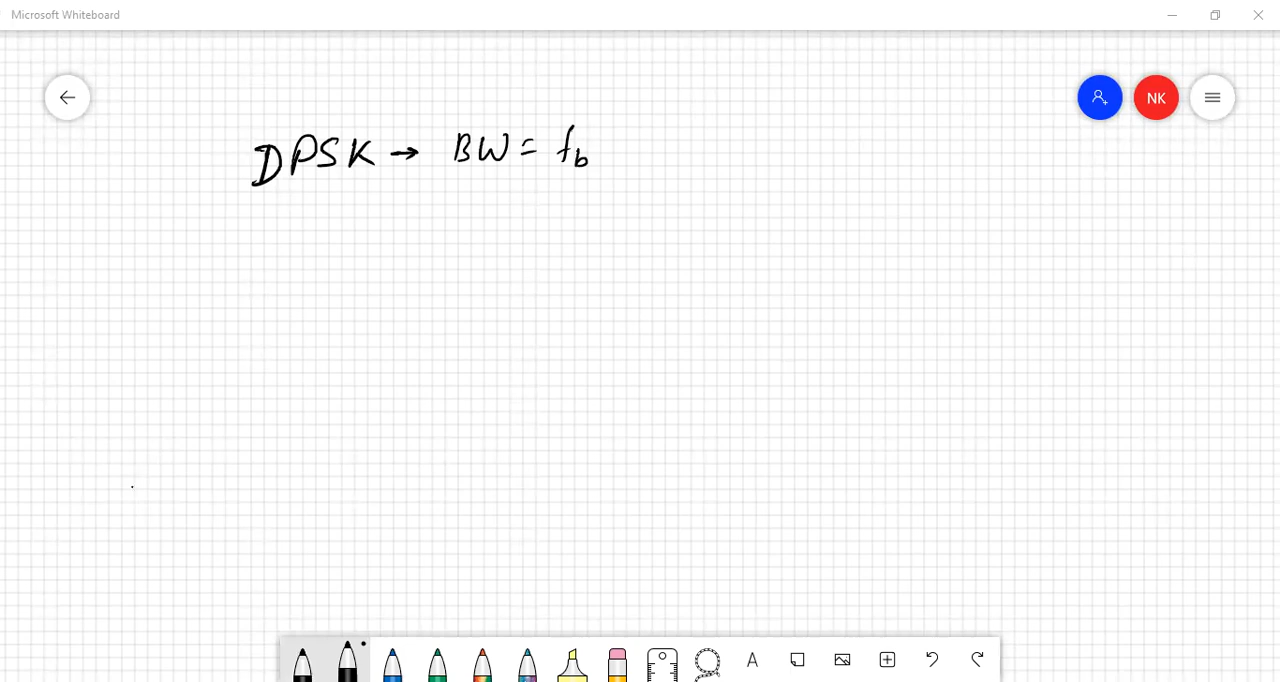 Microsoft Whiteboard
NK
DPSK → BW = fb
A